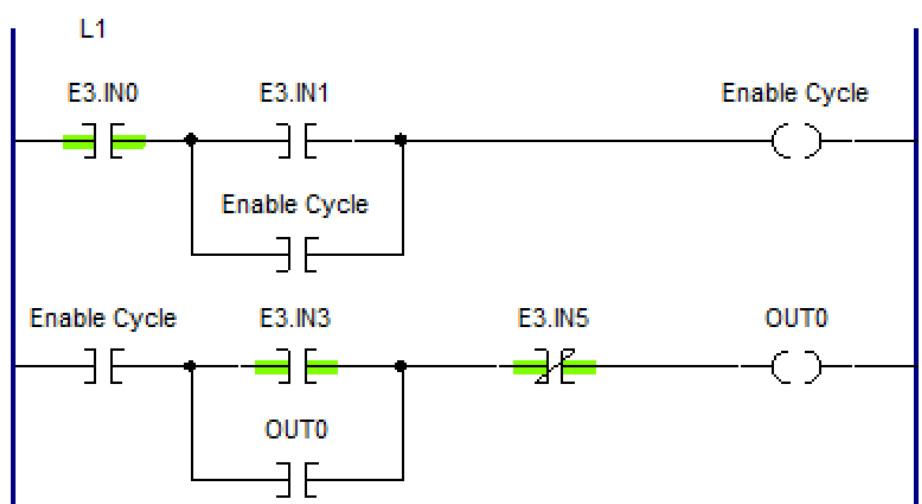 L1
E3.IN0 E3.IN1 Enable Cycle
Enable Cycle
Enable Cycle E3.IN3 E3.IN5 OUT0
OUT0